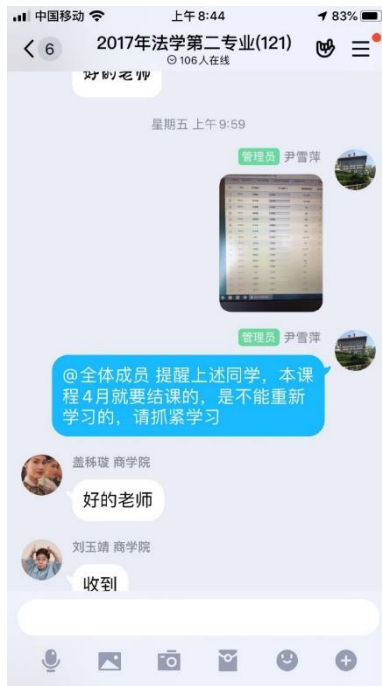 中国移动
上午8:44
83%
6
2017年法学第二专业(121)
106人在线
好的老师
星期五 上午 9:59
管理员 尹雪萍
管理员 尹雪萍
@全体成员 提醒上述同学，本课
程4月就要结课的，是不能重新
学习的，请抓紧学习
盖秭璇 商学院
好的老师
刘玉靖 商学院
收到